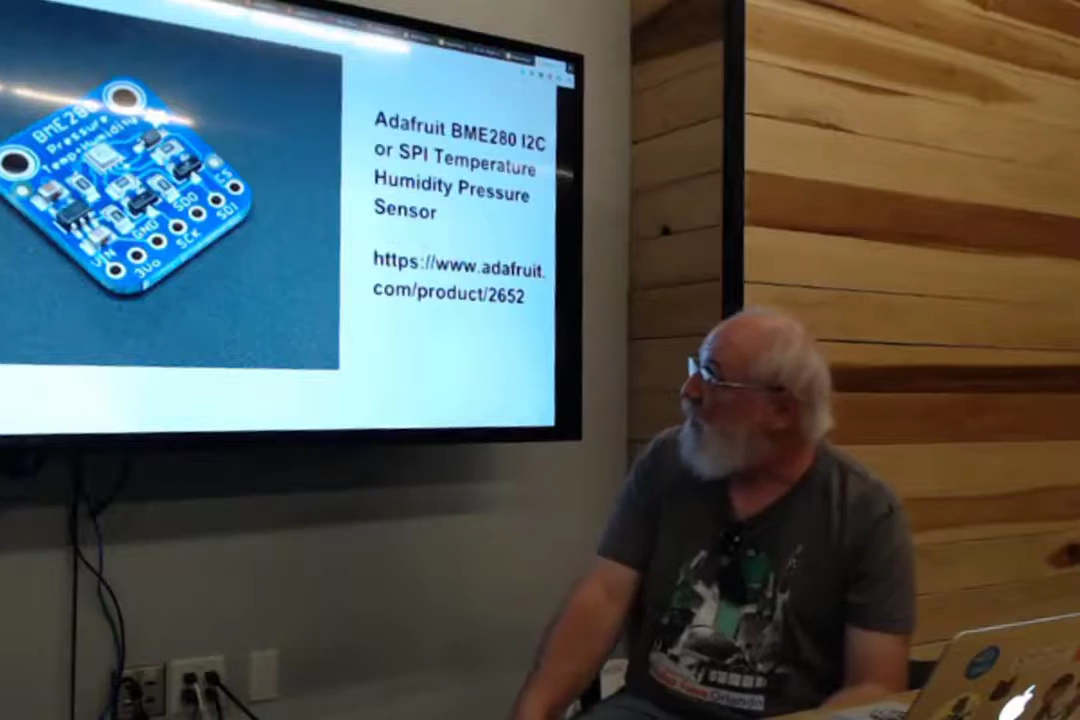 BME280
Pressure
Temp+Humidity
VIN
3Vo
GND
SCK
SDO
SDI
CS
Adafruit BME280 I2C
or SPI Temperature
Humidity Pressure
Sensor
https://www.adafruit.
com/product/2652
Orlando